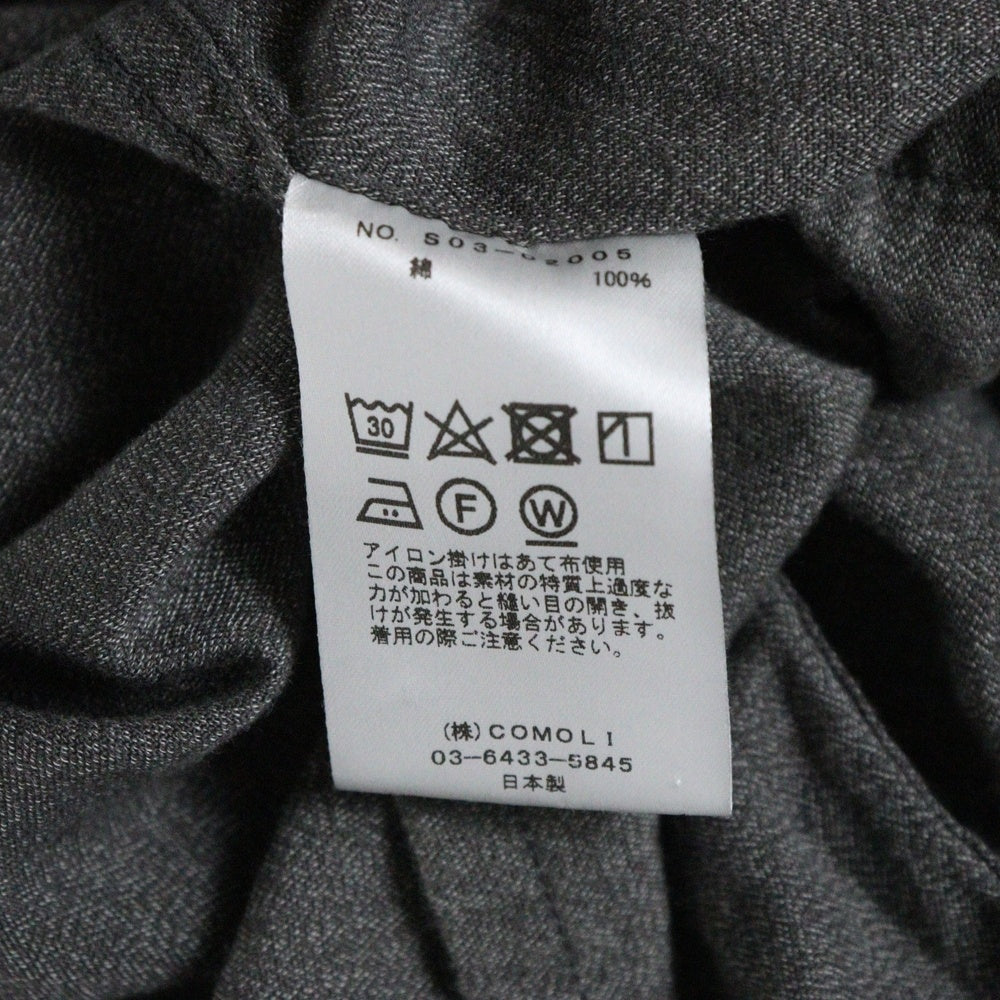 NO. S03-02005
綿 100%
30
F W
アイロン掛けはあて布使用
この商品は素材の特質上過度な
力が加わると縫い目の開き、抜
けが発生する場合があります。
着用の際ご注意ください。
(株)COMOLI
03-6433-5845
日本製